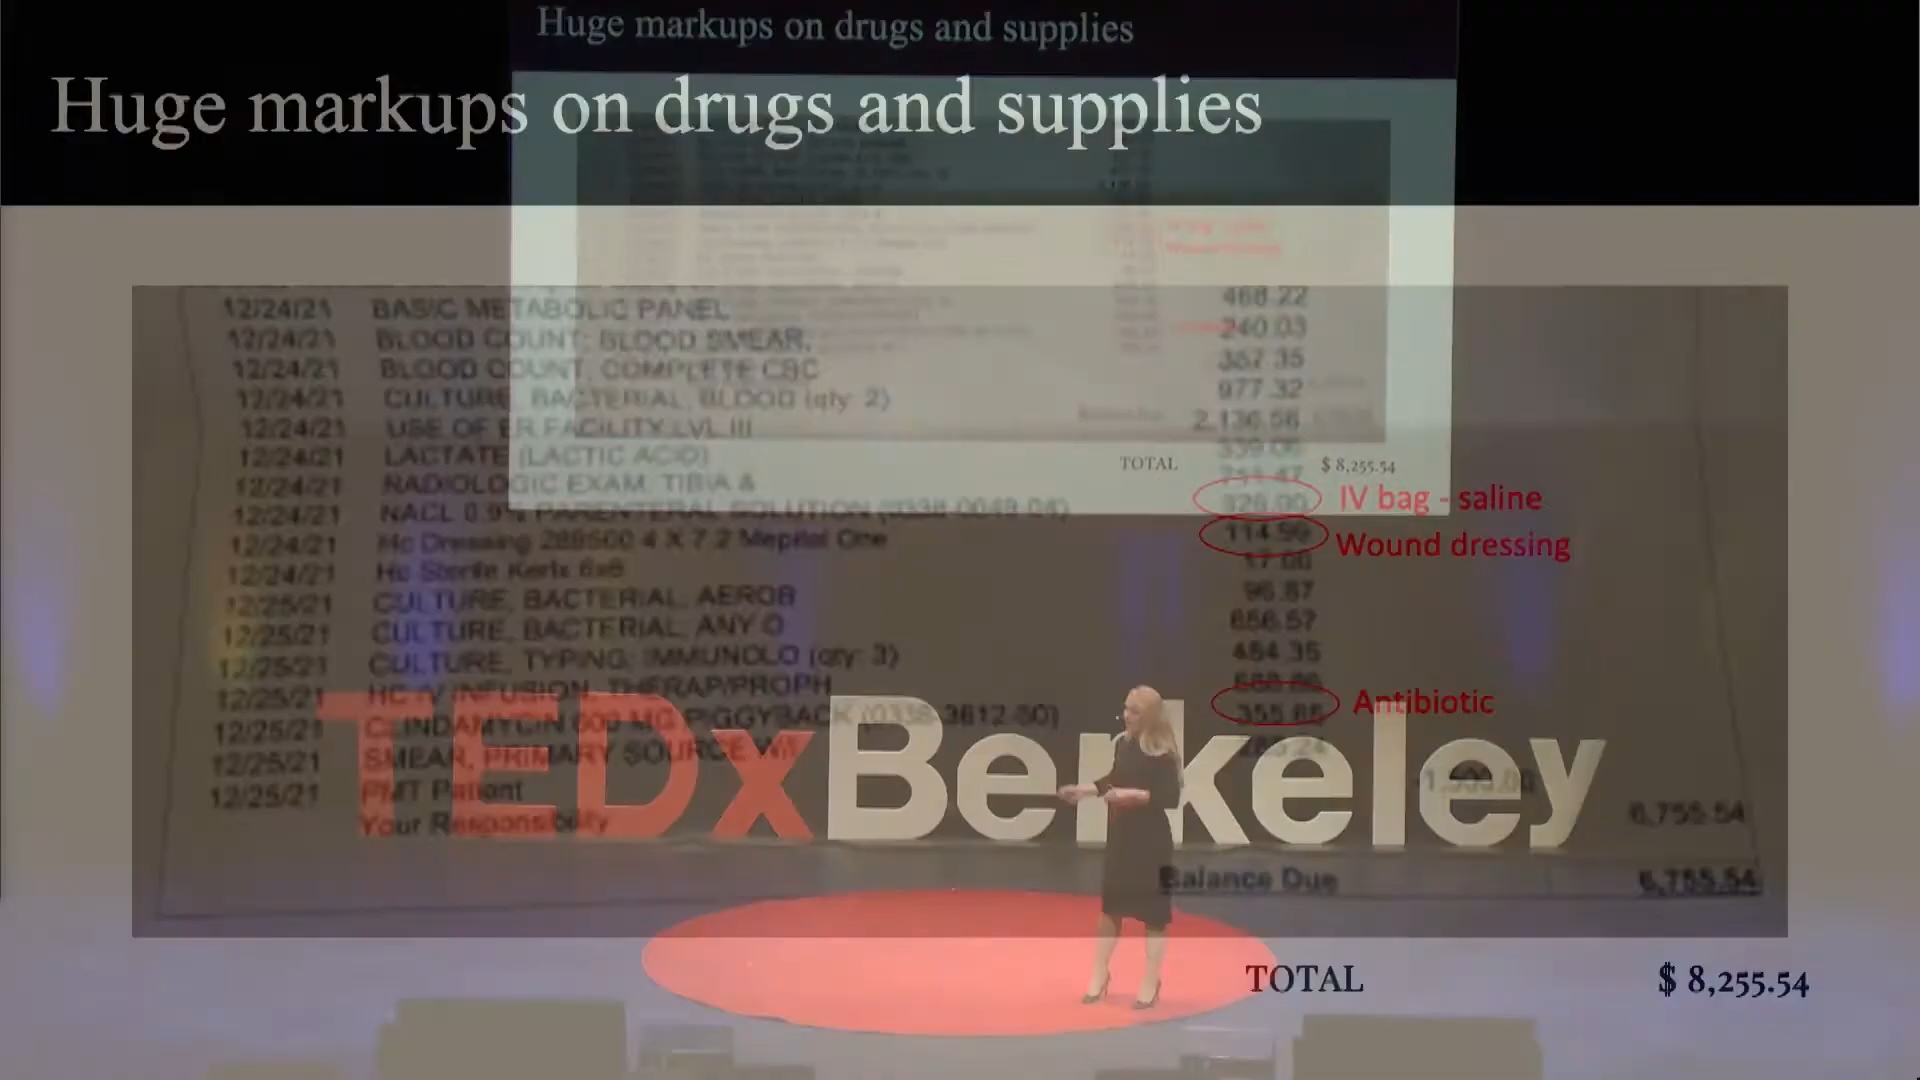 Huge markups on drugs and supplies
Huge markups on drugs and supplies
12/24/21 BASIC METABOLIC PANEL 468.22
12/24/21 BLOOD COUNT; BLOOD SMEAR, 240.03
12/24/21 BLOOD COUNT, COMPLETE CBC 357.35
12/24/21 CULTURE, BACTERIAL, BLOOD (qty: 2) 977.32
12/24/21 USE OF ER FACILITY LVL III 2,136.56
12/24/21 LACTATE (LACTIC ACID)
12/24/21 RADIOLOGIC EXAM, TIBIA &
12/24/21 NACL 0.9% PARENTERAL SOLUTION IV bag - saline
12/24/21 Hc Dressing 289500 4 X 7.2 Mepitel One 114.59 Wound dressing
12/24/21 Hc Sterile Kerlx 6x6 17.00
12/25/21 CULTURE, BACTERIAL, AEROB 96.87
12/25/21 CULTURE, BACTERIAL, ANY O 656.57
12/25/21 CULTURE, TYPING; IMMUNOLO (qty: 3) 484.35
12/25/21 HC IV INFUSION, THERAP/PROPH
12/25/21 CLINDAMYCIN 600 MG PIGGYBACK 355.65 Antibiotic
12/25/21 SMEAR, PRIMARY SOURCE
12/25/21 PMT Patient -1,500.00
Your Responsibility 6,755.54
Balance Due 6,755.54
TOTAL $ 8,255.54
TOTAL $ 8,255.54
TEDxBerkeley